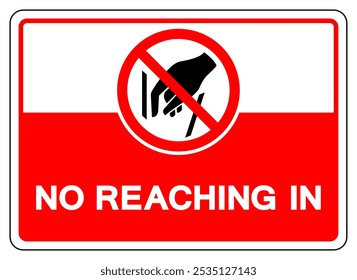 NO REACHING IN
shutterstock.com · 2535127143